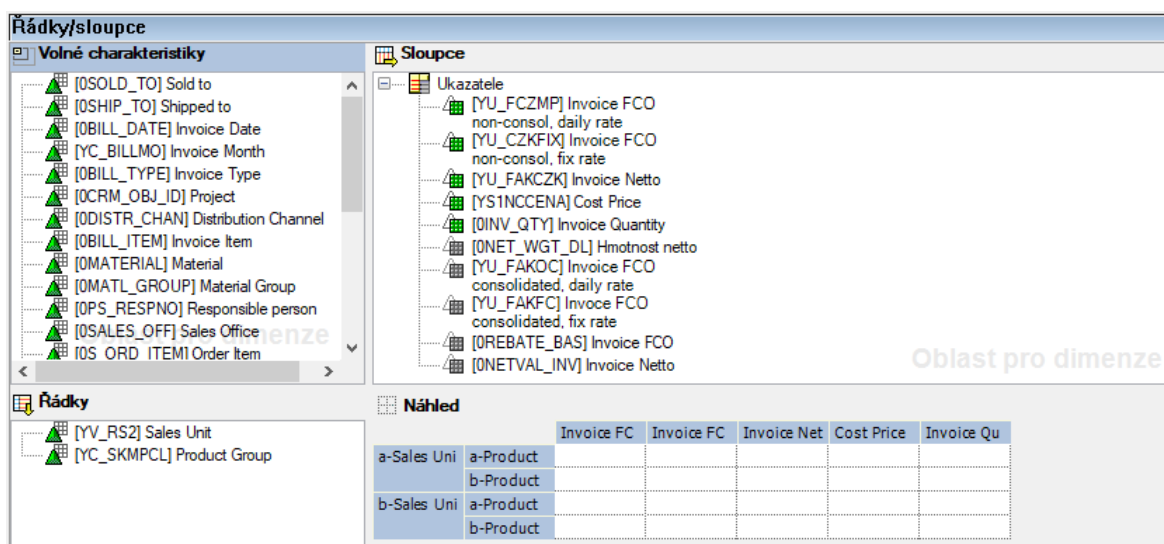 Řádky/sloupce
Volné charakteristiky
[0SOLD_TO] Sold to
[0SHIP_TO] Shipped to
[0BILL_DATE] Invoice Date
[YC_BILLMO] Invoice Month
[0BILL_TYPE] Invoice Type
[0CRM_OBJ_ID] Project
[0DISTR_CHAN] Distribution Channel
[0BILL_ITEM] Invoice Item
[0MATERIAL] Material
[0MATL_GROUP] Material Group
[0PS_RESPNO] Responsible person
[0SALES_OFF] Sales Office
[0S_ORD_ITEM] Order Item
Oblast pro dimenze
Sloupce
Ukazatele
[YU_FCZMP] Invoice FCO
non-consol, daily rate
[YU_CZKFIX] Invoice FCO
non-consol, fix rate
[YU_FAKCZK] Invoice Netto
[YS1NCCENA] Cost Price
[0INV_QTY] Invoice Quantity
[0NET_WGT_DL] Hmotnost netto
[YU_FAKOC] Invoice FCO
consolidated, daily rate
[YU_FAKFC] Invoce FCO
consolidated, fix rate
[0REBATE_BAS] Invoice FCO
[0NETVAL_INV] Invoice Netto
Oblast pro dimenze
Řádky
[YV_RS2] Sales Unit
[YC_SKMPCL] Product Group
Náhled
Invoice FC Invoice FC Invoice Net Cost Price Invoice Qu
a-Sales Uni a-Product
b-Product
b-Sales Uni a-Product
b-Product